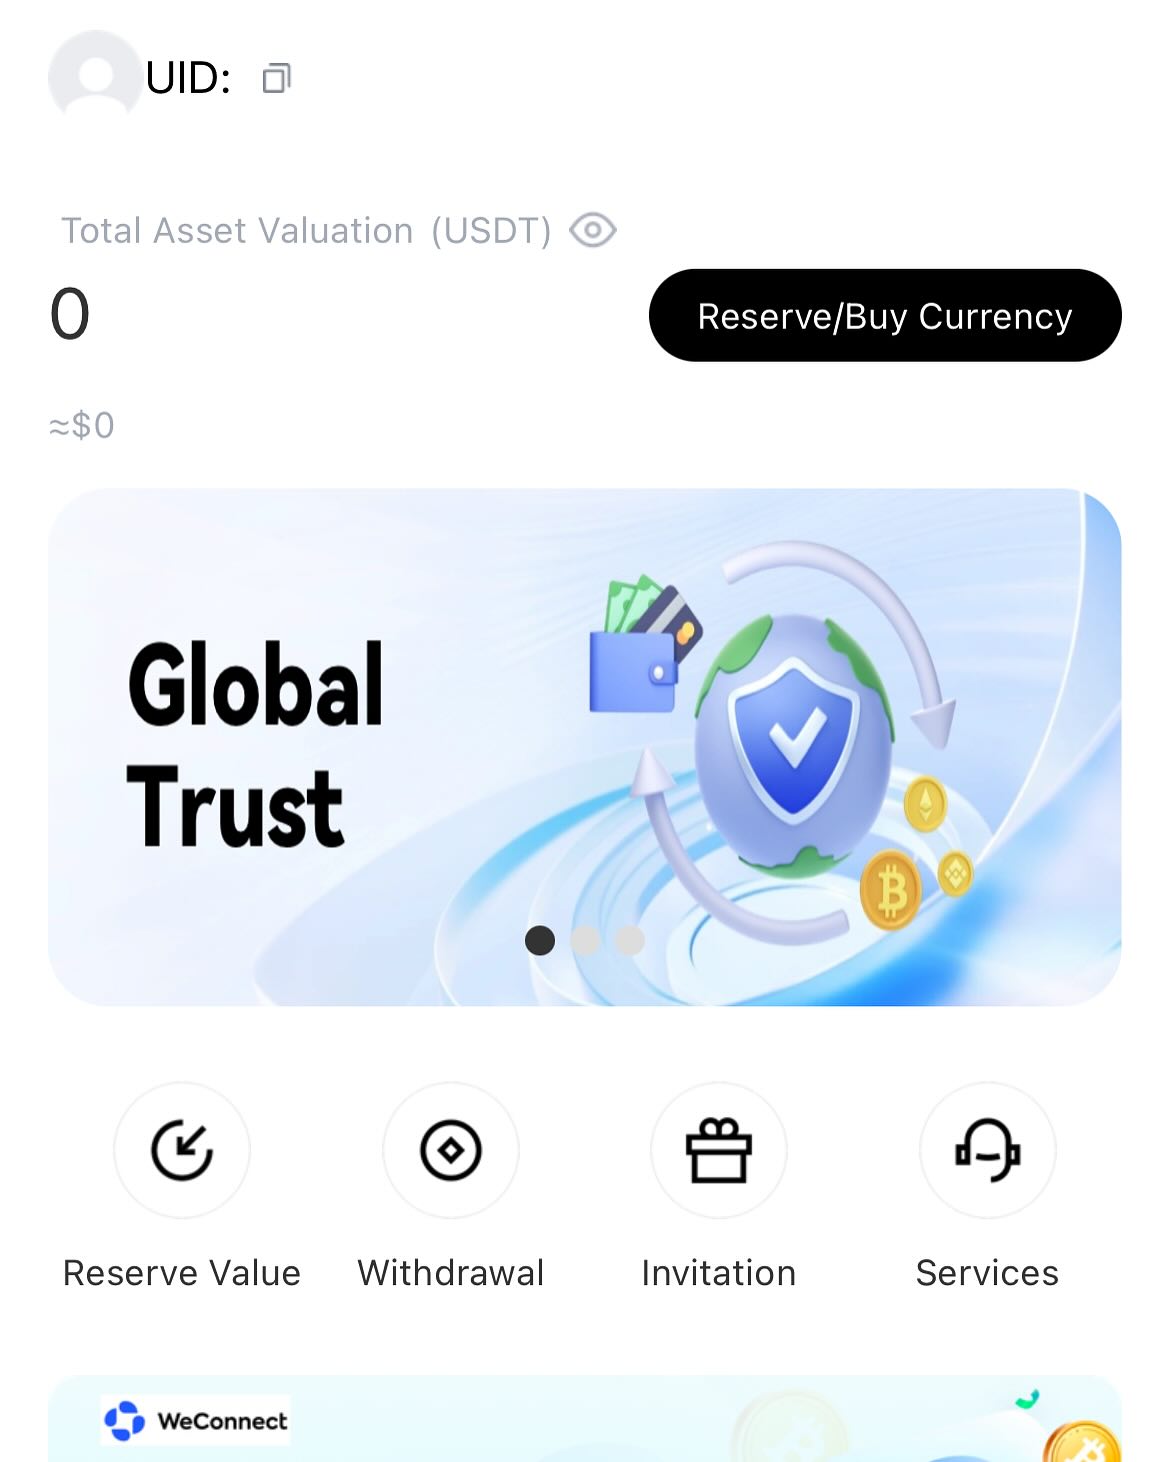 UID:
Total Asset Valuation (USDT)
0
Reserve/Buy Currency
≈$0
Global
Trust
Reserve Value
Withdrawal
Invitation
Services
WeConnect